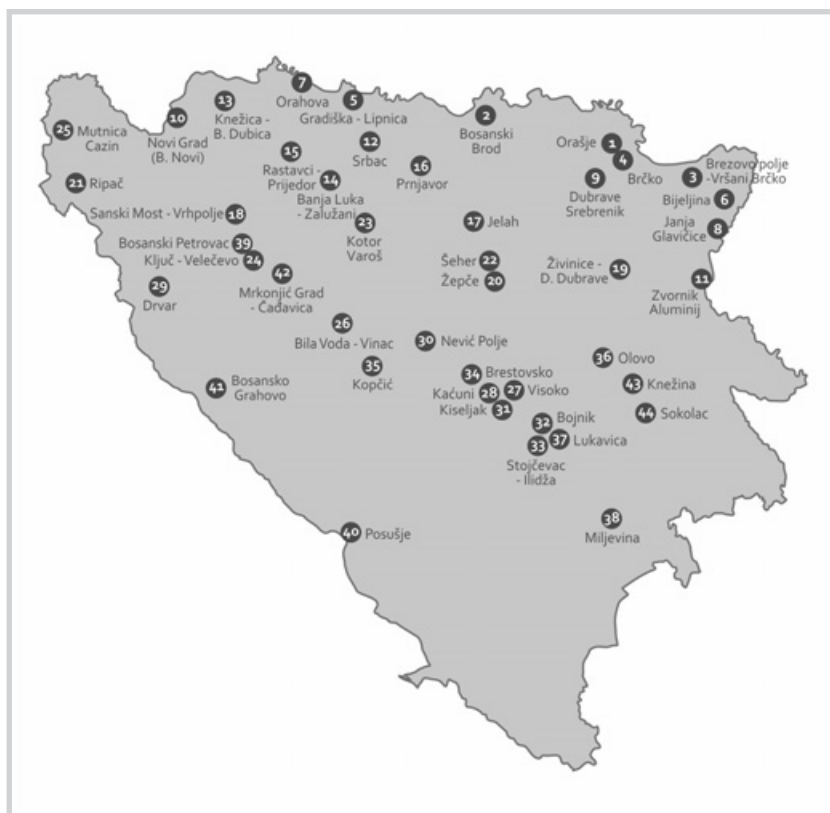 7
Orahova
13
Knežica -
B. Dubica
5
Gradiška - Lipnica
10
Novi Grad
(B. Novi)
2
Bosanski
Brod
25
Mutnica
Cazin
12
Srbac
Orašje 1
4
Brčko
15
Rastavci -
Prijedor
16
Prnjavor
3
Brezovo polje
-Vršani Brčko
9
Dubrave
Srebrenik
21 Ripač
14
Banja Luka
- Zalužani
Bijeljina 6
Sanski Most - Vrhpolje 18
23
Kotor
Varoš
17 Jelah
Janja
Glavičice
8
Bosanski Petrovac 39
Ključ - Velečevo 24
42
Mrkonjić Grad
- Čađavica
Šeher 22
Žepče 20
Živinice -
D. Dubrave
19
11
Zvornik
Aluminij
29
Drvar
26
Bila Voda - Vinac
30 Nević Polje
35
Kopčić
36 Olovo
34 Brestovsko
41
Bosansko
Grahovo
Kaćuni 28
27 Visoko
43 Knežina
Kiseljak 31
44 Sokolac
32 Bojnik
37 Lukavica
33
Stojčevac
- Ilidža
40 Posušje
38
Miljevina